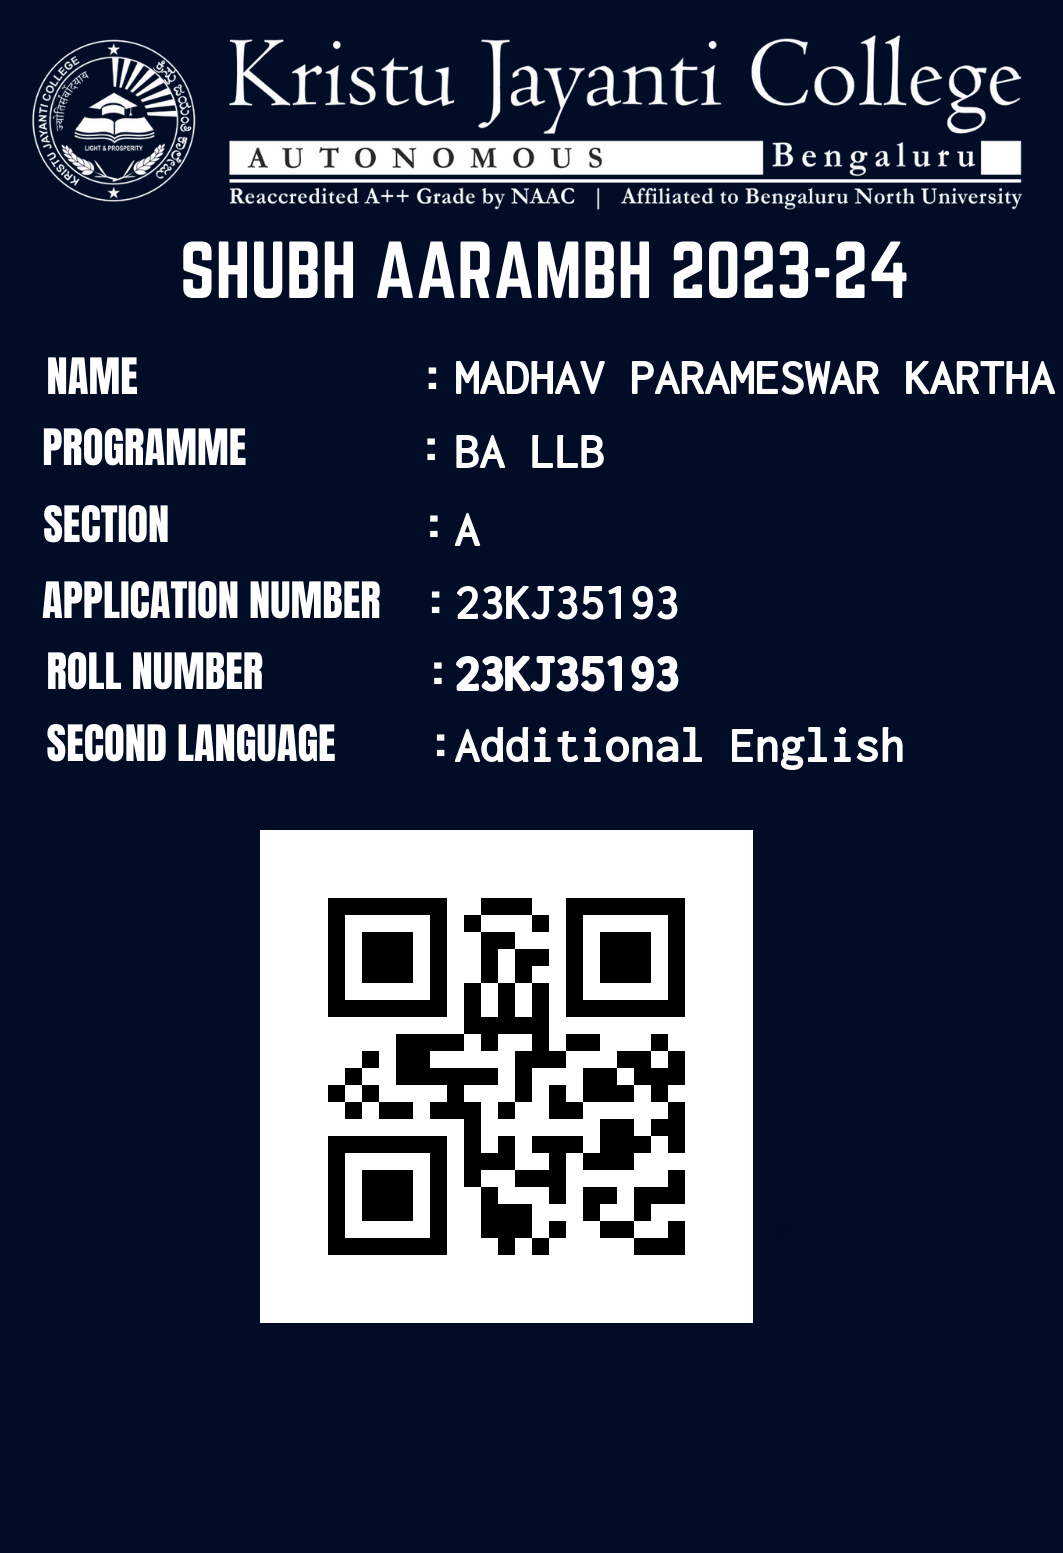 Kristu Jayanti College
AUTONOMOUS Bengaluru
Reaccredited A++ Grade by NAAC | Affiliated to Bengaluru North University
KRISTU JAYANTI COLLEGE
LIGHT & PROSPERITY
SHUBH AARAMBH 2023-24
NAME : MADHAV PARAMESWAR KARTHA
PROGRAMME : BA LLB
SECTION : A
APPLICATION NUMBER : 23KJ35193
ROLL NUMBER : 23KJ35193
SECOND LANGUAGE : Additional English